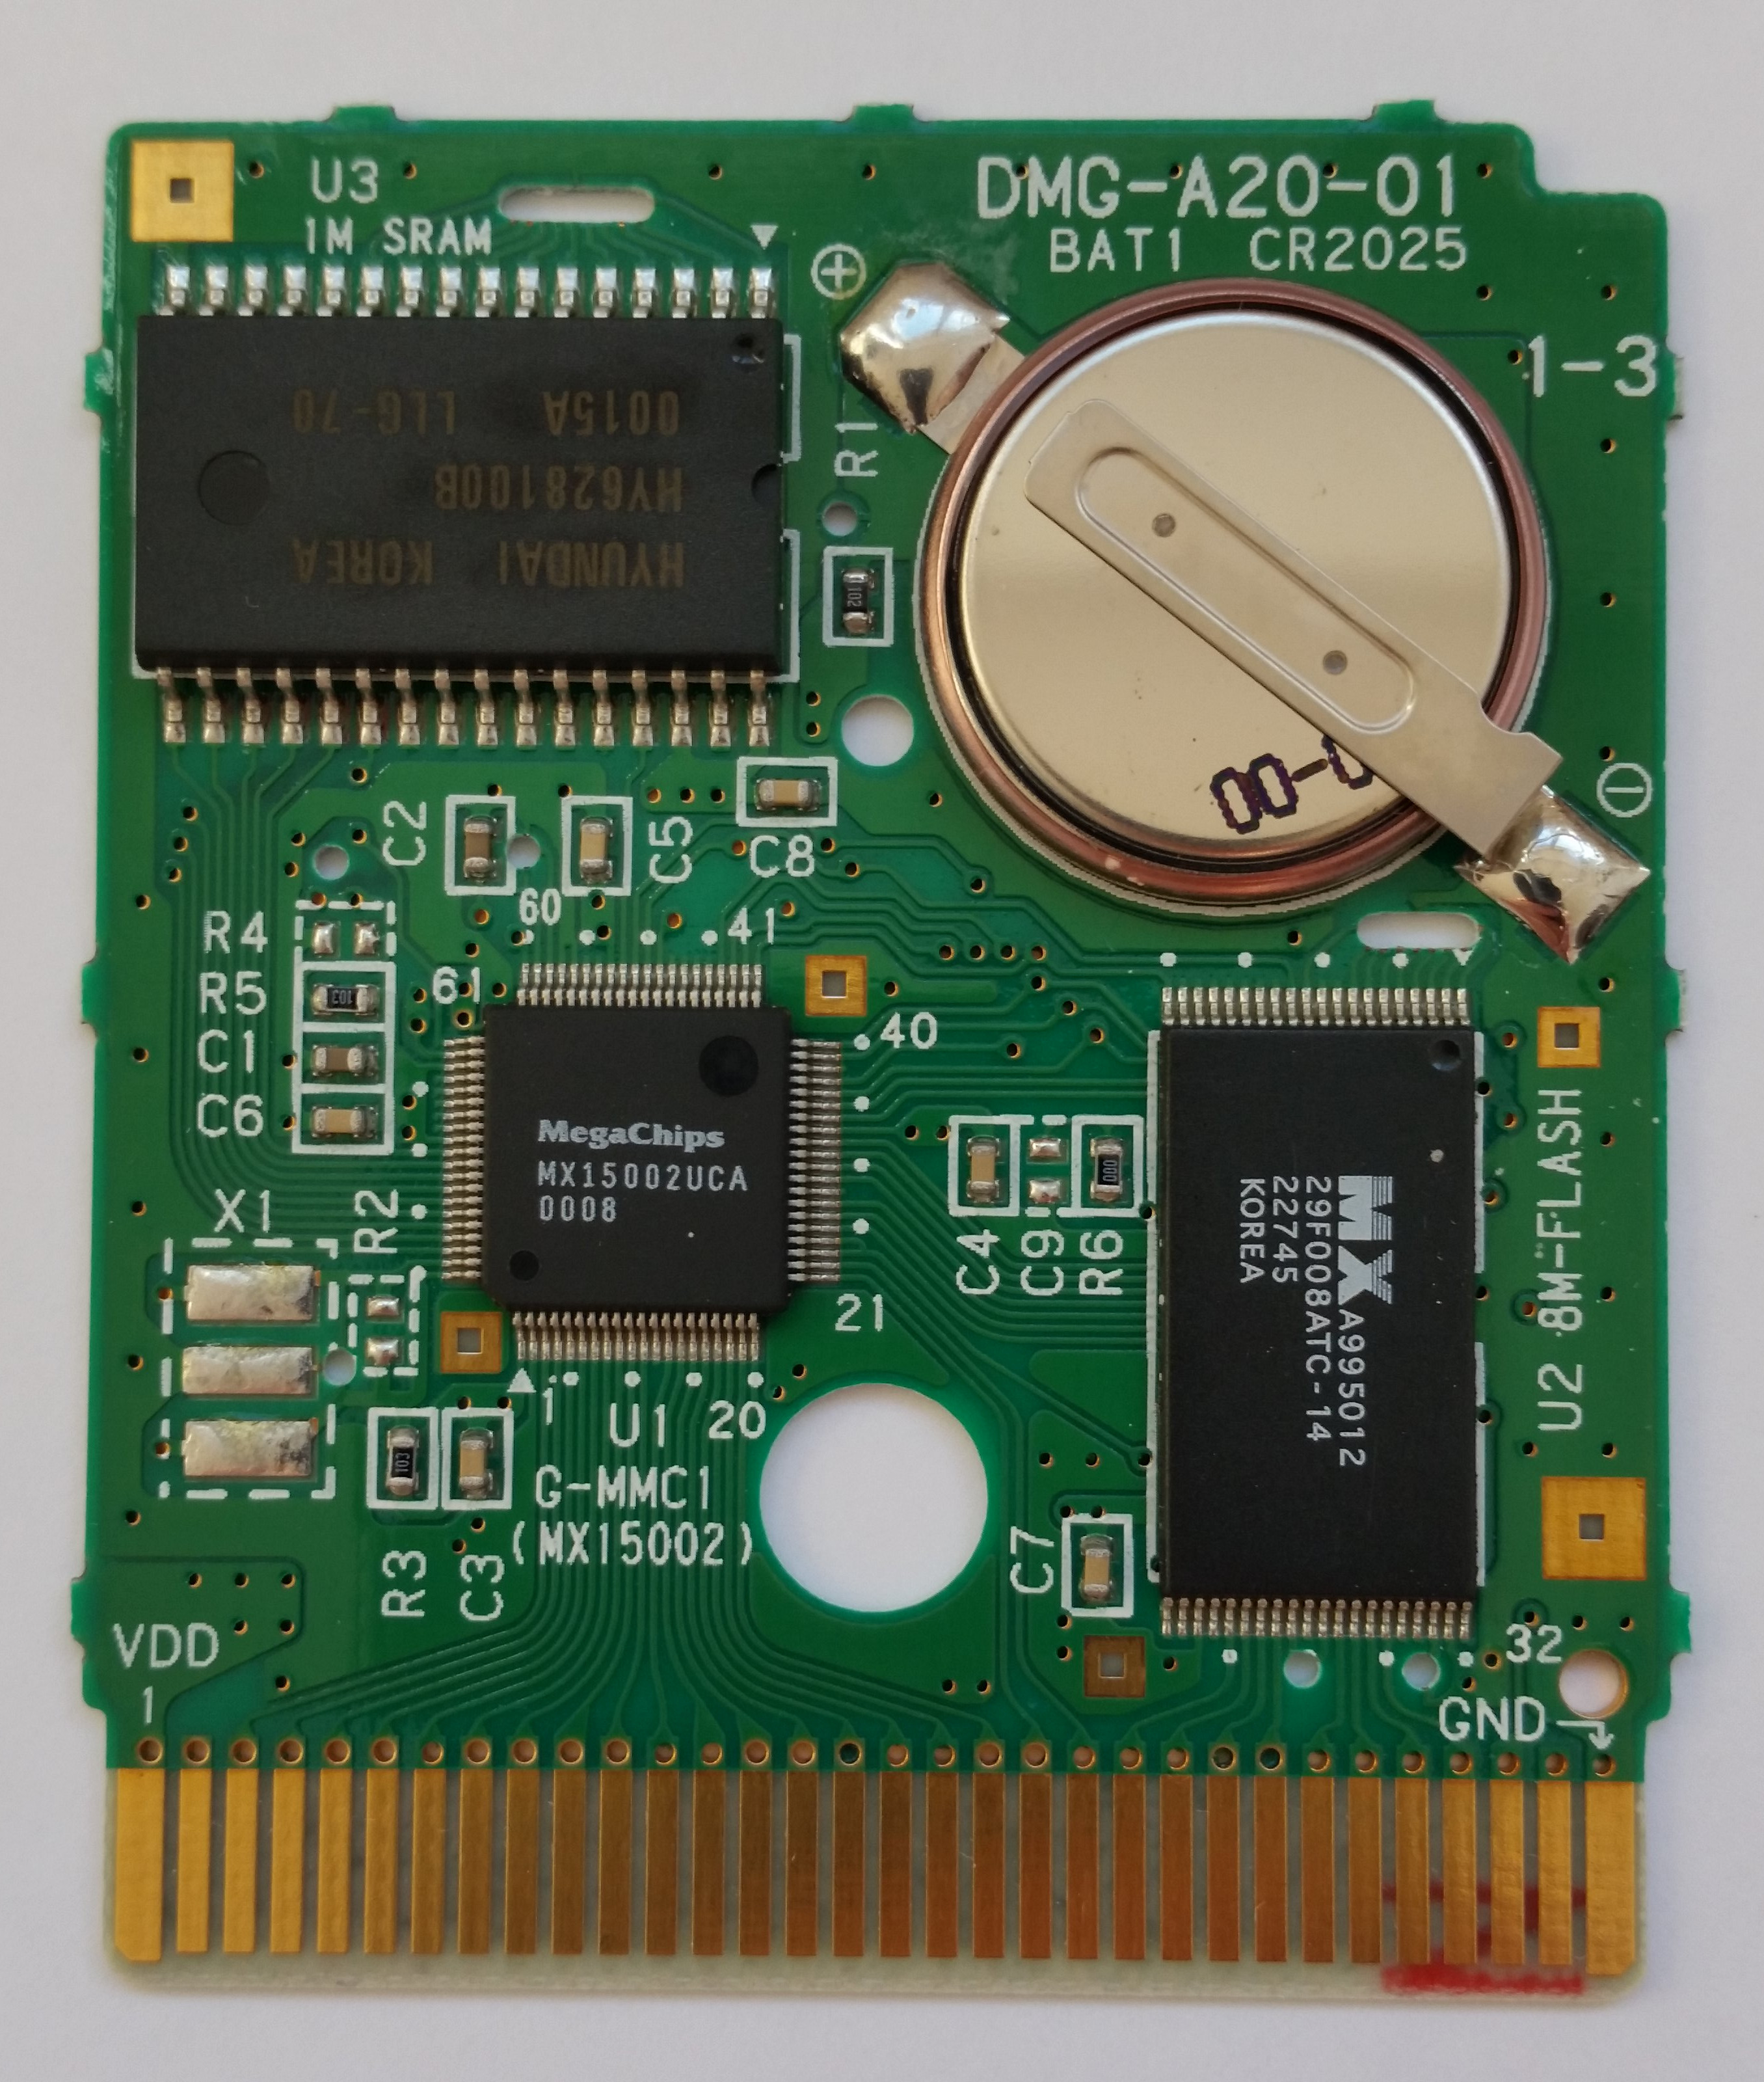 U3
1M SRAM
DMG-A20-01
BAT1 CR2025
1-3
+
R1
HYUNDAI KOREA
HY628100B
0015A LLG-70
102
C2
C5
C8
60
41
R4
61
R5
103
C1
40
C6
MegaChips
MX15002UCA
0008
X1
R2
C4
C9
R6
000
MX A995012
29F0008ATC-14
22745
KOREA
U2 8M-FLASH
21
1
U1
20
G-MMC1
(MX15002)
103
R3
C3
C7
VDD
1
32
GND